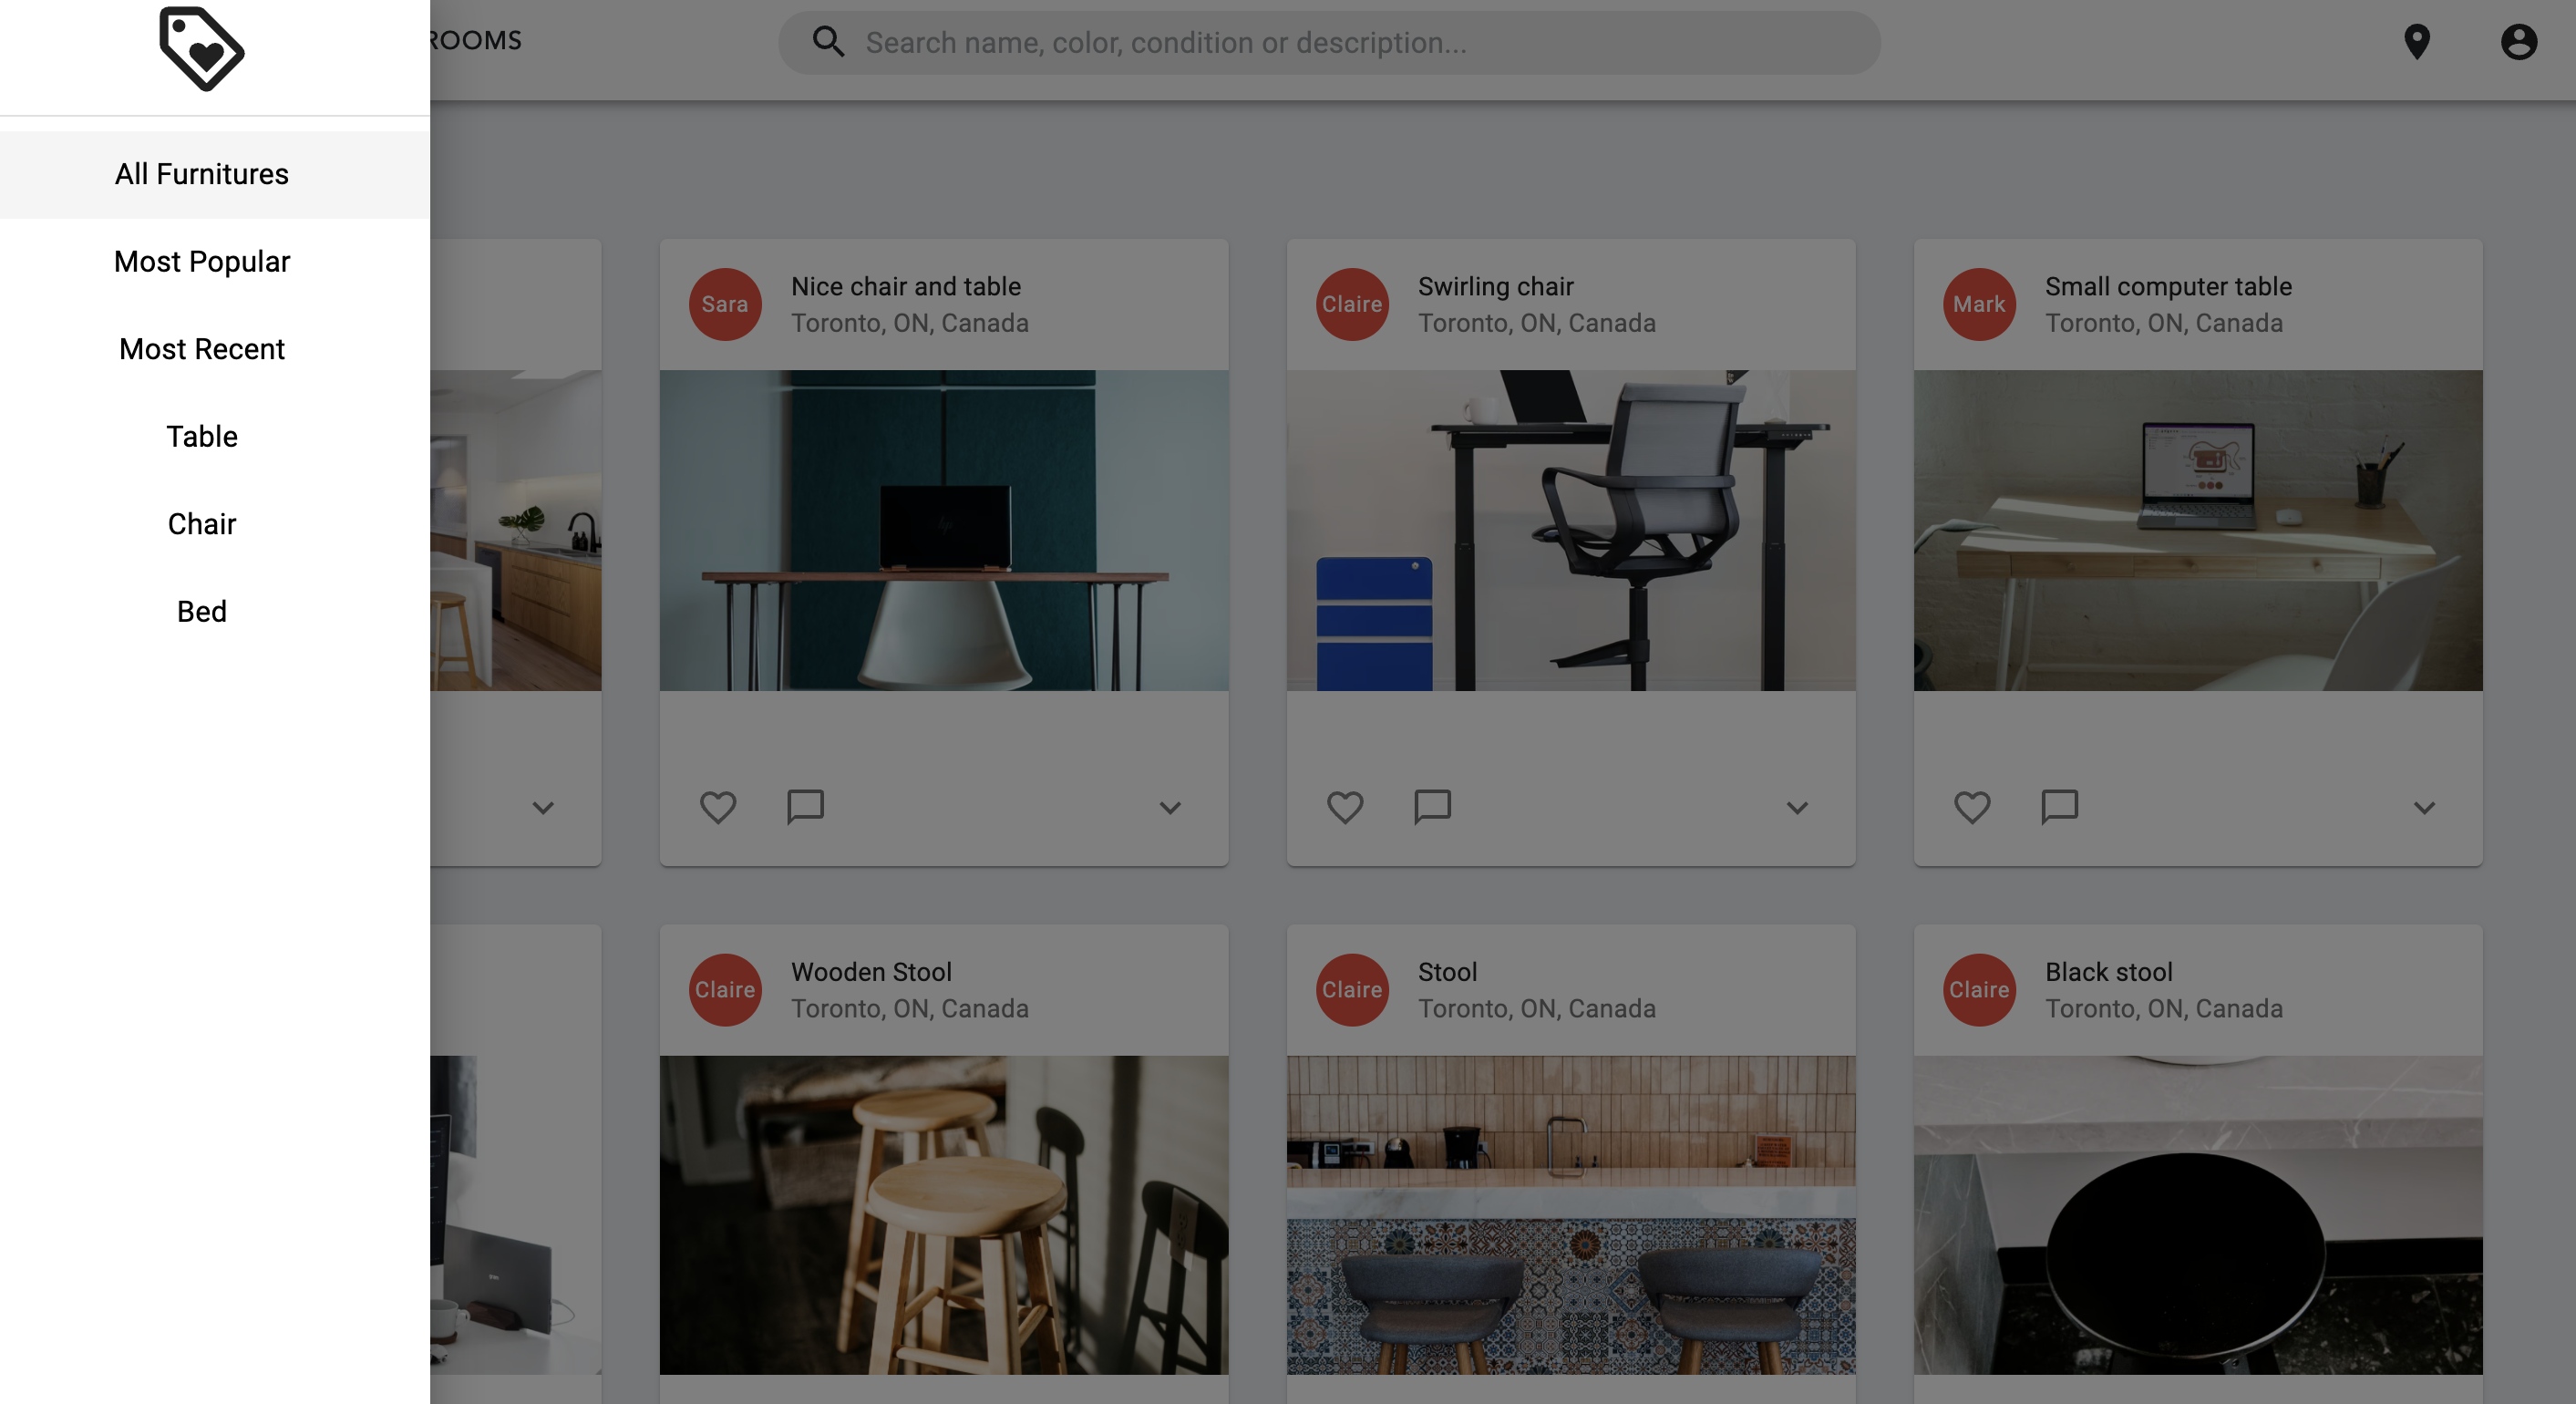 ROOMS
Search name, color, condition or description...
All Furnitures
Most Popular
Most Recent
Table
Chair
Bed
Sara
Nice chair and table
Toronto, ON, Canada
Claire
Swirling chair
Toronto, ON, Canada
Mark
Small computer table
Toronto, ON, Canada
Claire
Wooden Stool
Toronto, ON, Canada
Claire
Stool
Toronto, ON, Canada
Claire
Black stool
Toronto, ON, Canada